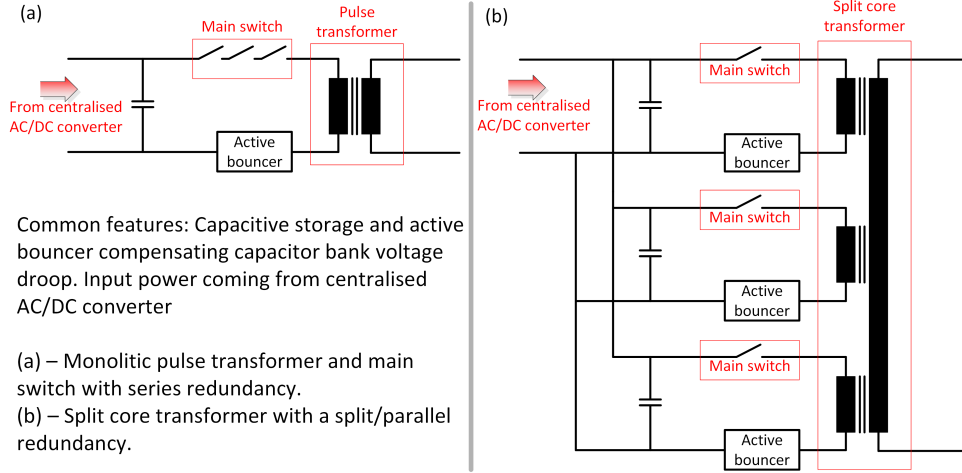 (a)
Main switch
Pulse
transformer
From centralised
AC/DC converter
Active
bouncer
Common features: Capacitive storage and active
bouncer compensating capacitor bank voltage
droop. Input power coming from centralised
AC/DC converter
(a) – Monolitic pulse transformer and main
switch with series redundancy.
(b) – Split core transformer with a split/parallel
redundancy.
(b)
Split core
transformer
Main switch
From centralised
AC/DC converter
Active
bouncer
Main switch
Active
bouncer
Main switch
Active
bouncer